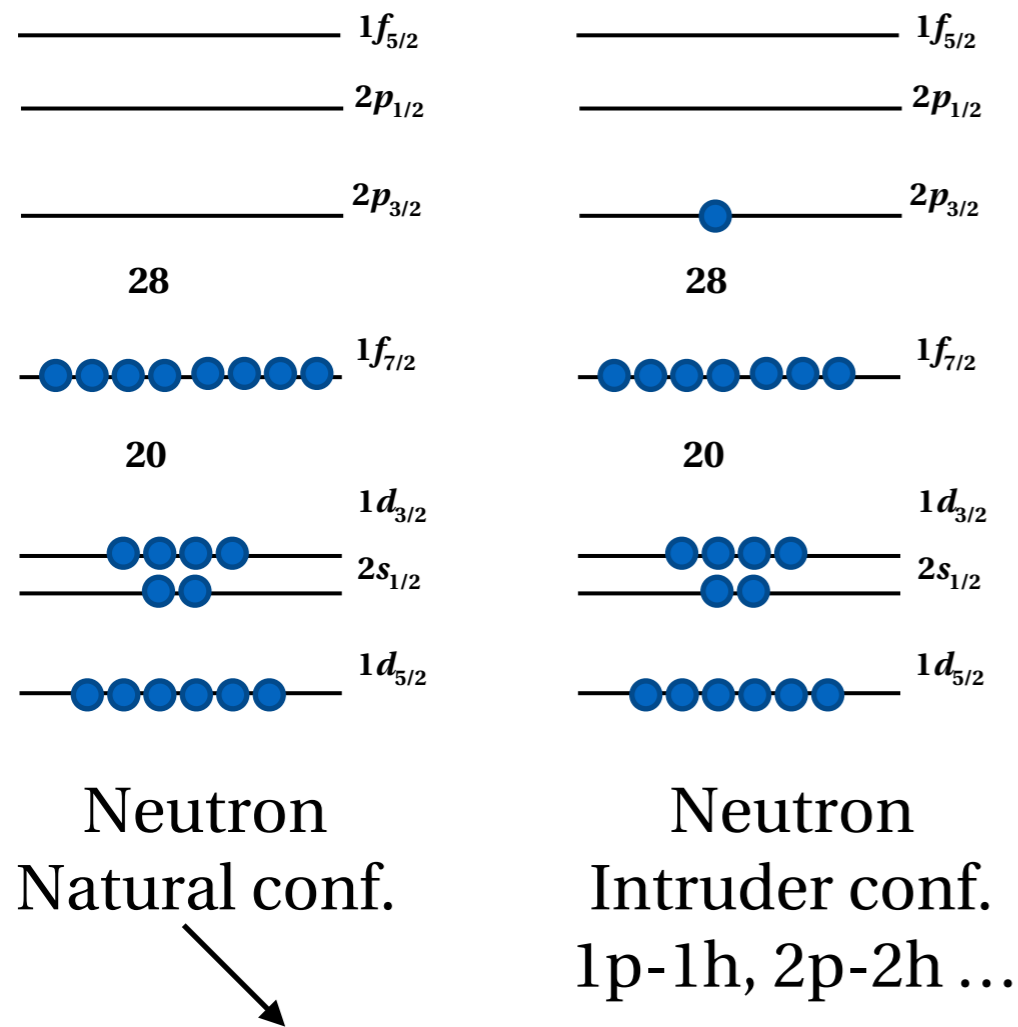 1f5/2 1f5/2
2p1/2 2p1/2
2p3/2 2p3/2
28 28
1f7/2 1f7/2
20 20
1d3/2 1d3/2
2s1/2 2s1/2
1d5/2 1d5/2
Neutron
Natural conf.
Neutron
Intruder conf.
1p-1h, 2p-2h ...